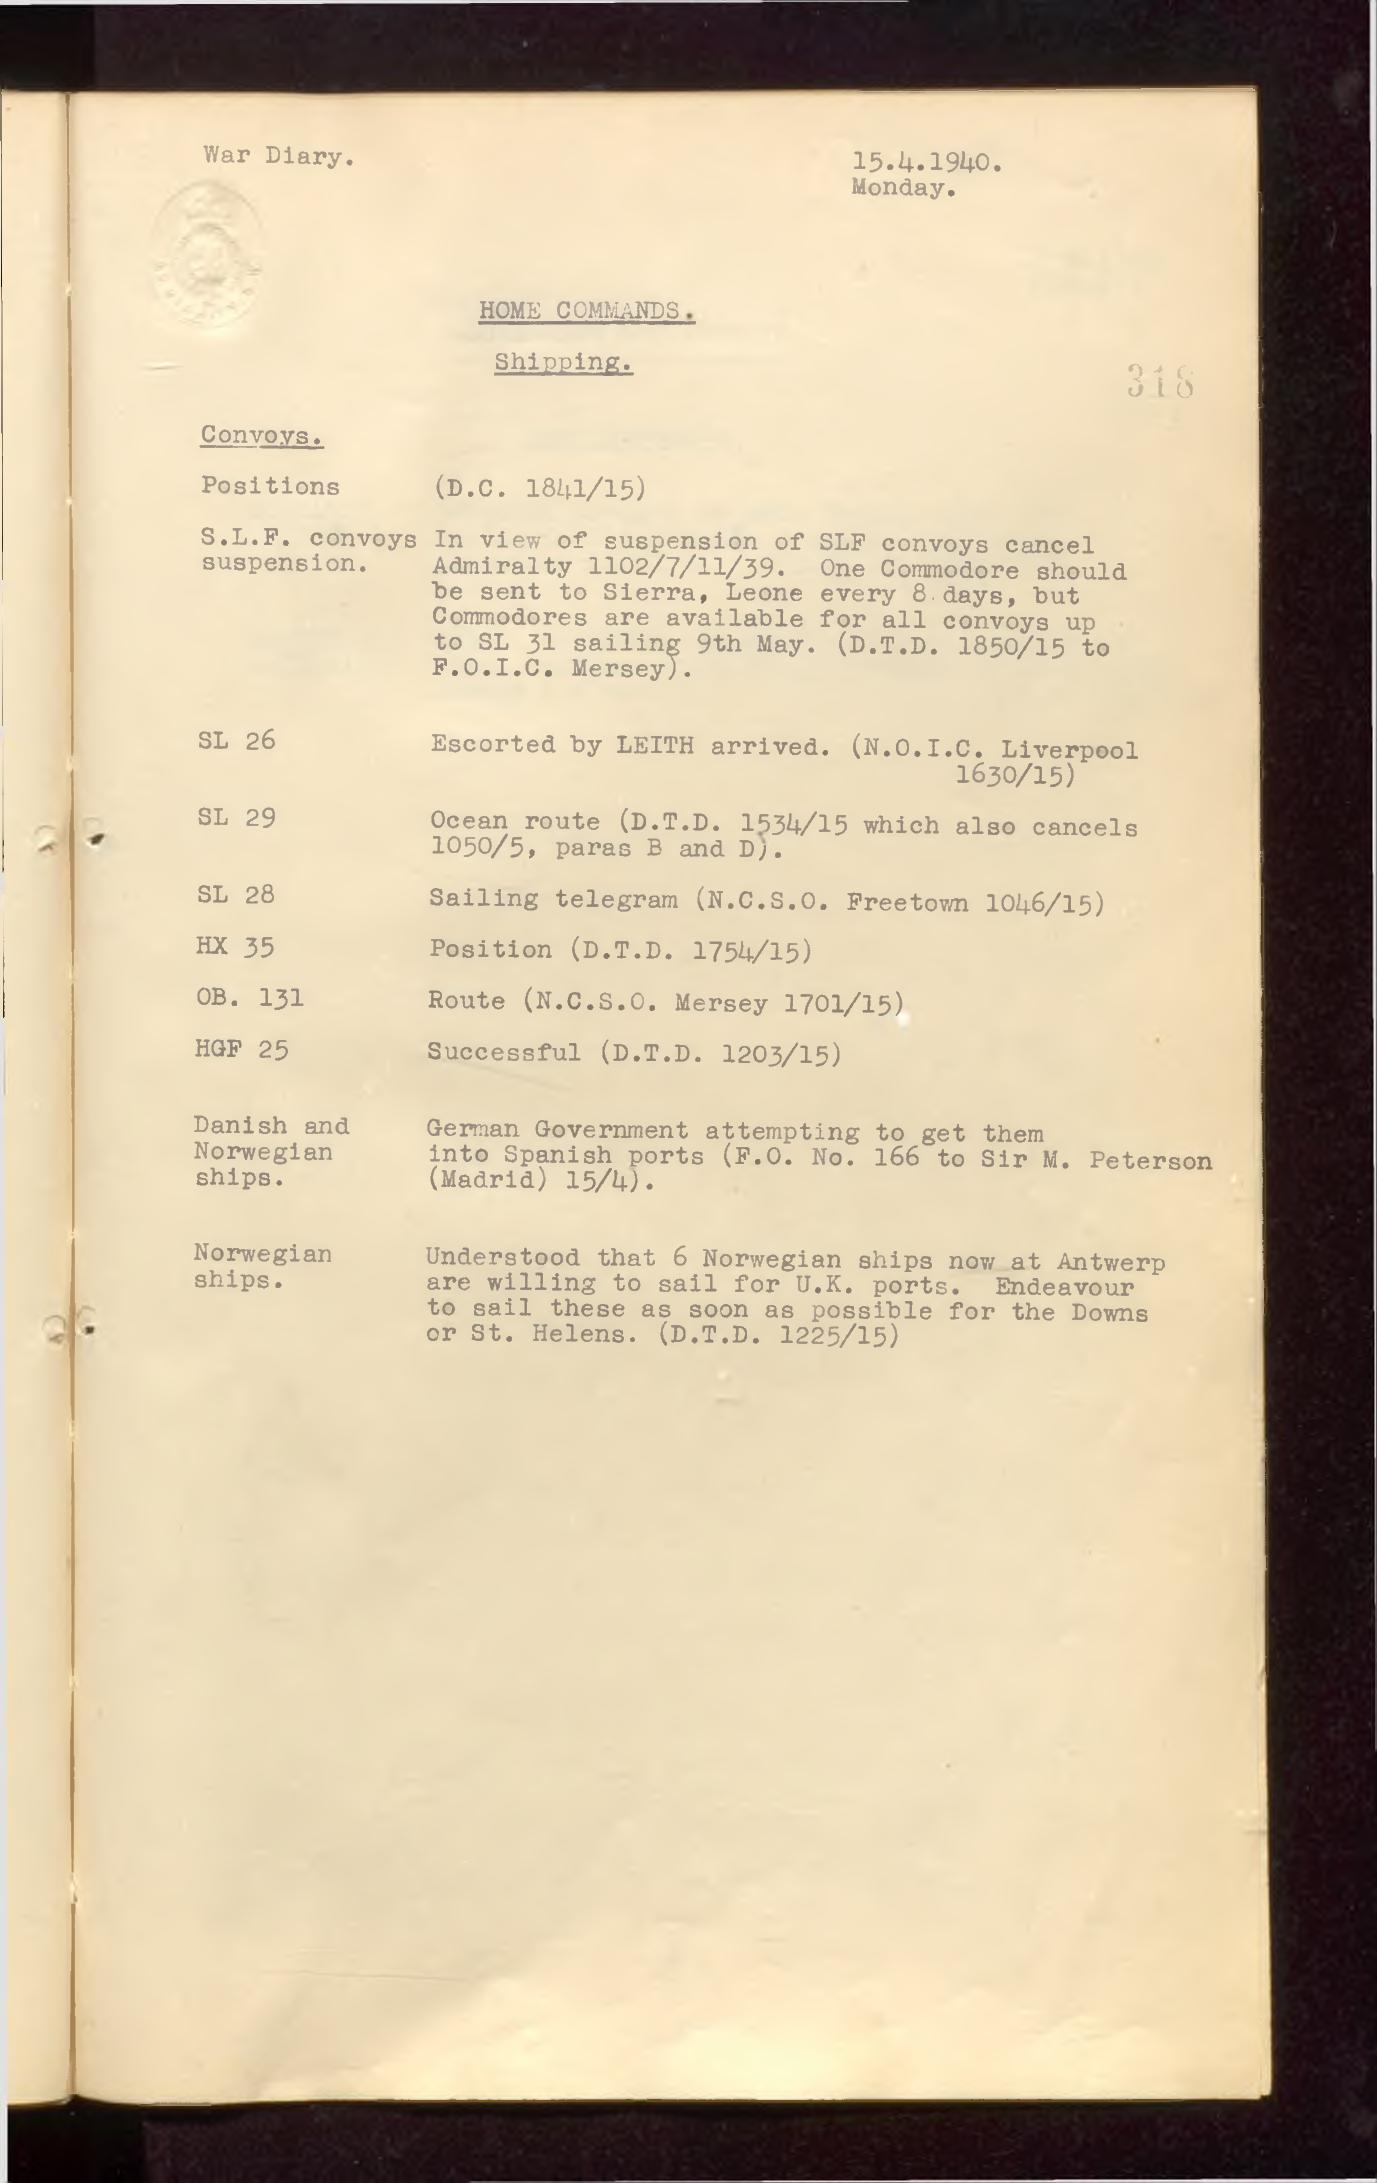 War Diary.
15.4.1940.
Monday.
HOME COMMANDS.
Shipping.
318
Convoys.
Positions (D.C. 1841/15)
S.L.F. convoys In view of suspension of SLF convoys cancel
suspension. Admiralty 1102/7/11/39. One Commodore should
be sent to Sierra, Leone every 8 days, but
Commodores are available for all convoys up
to SL 31 sailing 9th May. (D.T.D. 1850/15 to
F.O.I.C. Mersey).
SL 26 Escorted by LEITH arrived. (N.O.I.C. Liverpool
1630/15)
SL 29 Ocean route (D.T.D. 1534/15 which also cancels
1050/5, paras B and D).
SL 28 Sailing telegram (N.C.S.O. Freetown 1046/15)
HX 35 Position (D.T.D. 1754/15)
OB. 131 Route (N.C.S.O. Mersey 1701/15)
HGF 25 Successful (D.T.D. 1203/15)
Danish and German Government attempting to get them
Norwegian into Spanish ports (F.O. No. 166 to Sir M. Peterson
ships. (Madrid) 15/4).
Norwegian Understood that 6 Norwegian ships now at Antwerp
ships. are willing to sail for U.K. ports. Endeavour
to sail these as soon as possible for the Downs
or St. Helens. (D.T.D. 1225/15)